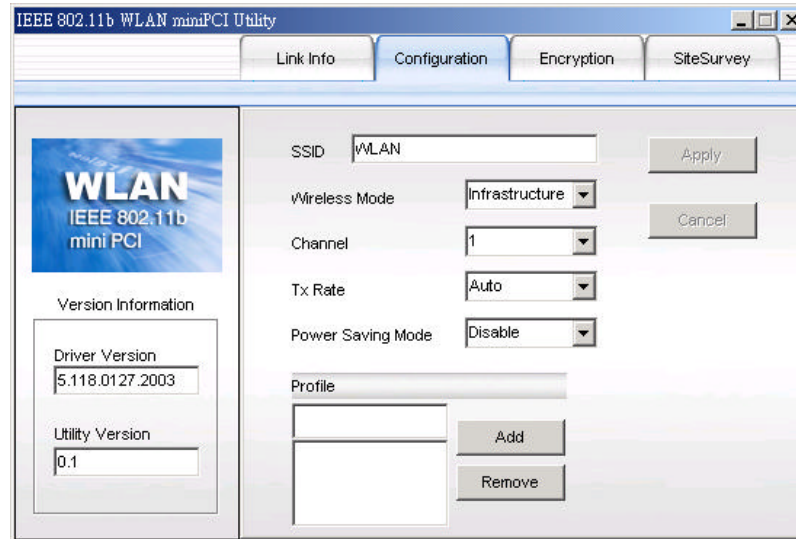 IEEE 802.11b WLAN miniPCI Utility
Link Info
Configuration
Encryption
SiteSurvey
WLAN
IEEE 802.11b
mini PCI
Version Information
Driver Version
5.118.0127.2003
Utility Version
0.1
SSID
WLAN
Apply
Wireless Mode
Infrastructure
Cancel
Channel
1
Tx Rate
Auto
Power Saving Mode
Disable
Profile
Add
Remove